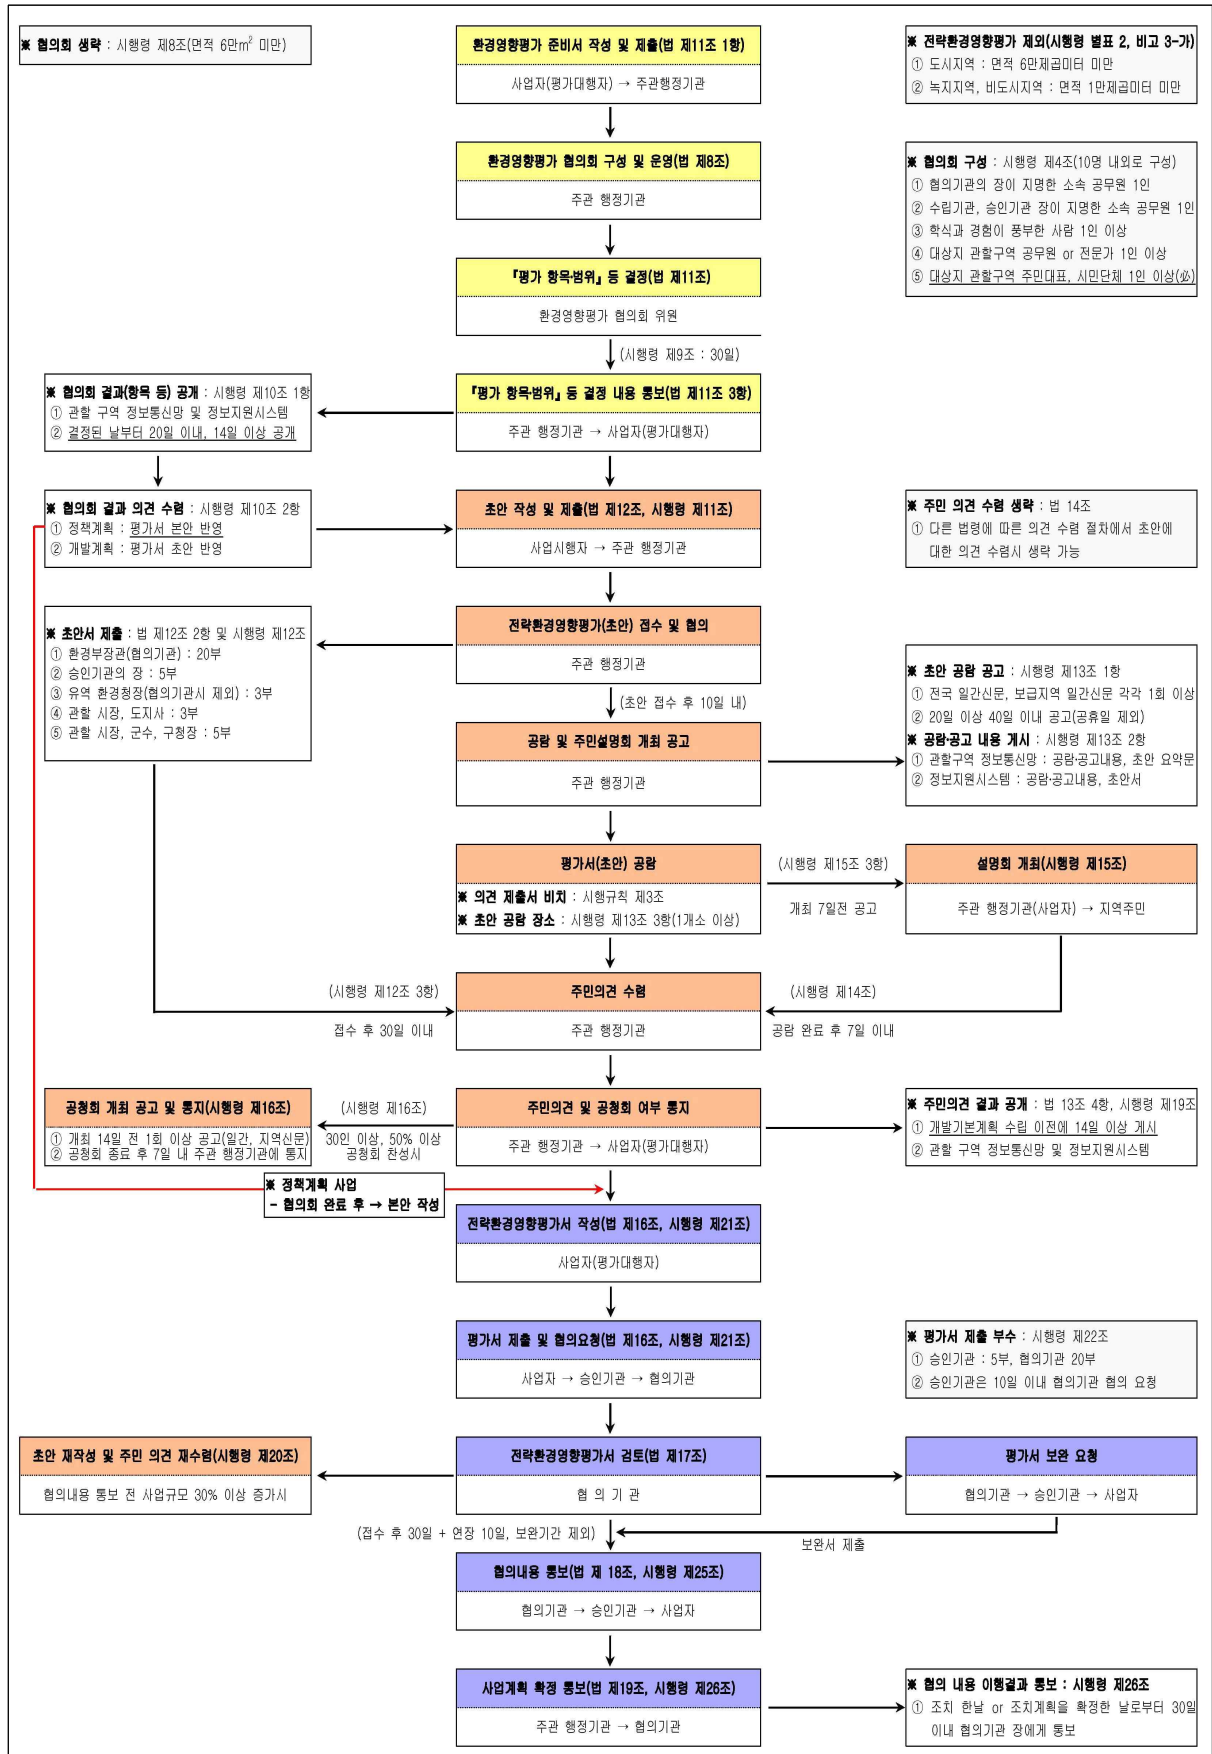 ※ 협의회 생략 : 시행령 제8조(면적 6만m² 미만)
환경영향평가 준비서 작성 및 제출(법 제11조 1항)
사업자(평가대행자) → 주관행정기관
※ 전략환경영향평가 제외(시행령 별표 2, 비고 3-가)
① 도시지역 : 면적 6만제곱미터 미만
② 녹지지역, 비도시지역 : 면적 1만제곱미터 미만
환경영향평가 협의회 구성 및 운영(법 제8조)
주관 행정기관
※ 협의회 구성 : 시행령 제4조(10명 내외로 구성)
① 협의기관의 장이 지명한 소속 공무원 1인
② 수립기관, 승인기관 장이 지명한 소속 공무원 1인
③ 학식과 경험이 풍부한 사람 1인 이상
④ 대상지 관할구역 공무원 or 전문가 1인 이상
⑤ 대상지 관할구역 주민대표, 시민단체 1인 이상(必)
『평가 항목·범위』 등 결정(법 제11조)
환경영향평가 협의회 위원
(시행령 제9조 : 30일)
※ 협의회 결과(항목 등) 공개 : 시행령 제10조 1항
① 관할 구역 정보통신망 및 정보지원시스템
② 결정된 날부터 20일 이내, 14일 이상 공개
『평가 항목·범위』 등 결정 내용 통보(법 제11조 3항)
주관 행정기관 → 사업자(평가대행자)
※ 협의회 결과 의견 수렴 : 시행령 제10조 2항
① 정책계획 : 평가서 본안 반영
② 개발계획 : 평가서 초안 반영
초안 작성 및 제출(법 제12조, 시행령 제11조)
사업시행자 → 주관 행정기관
※ 주민 의견 수렴 생략 : 법 14조
① 다른 법령에 따른 의견 수렴 절차에서 초안에
대한 의견 수렴시 생략 가능
※ 초안서 제출 : 법 제12조 2항 및 시행령 제12조
① 환경부장관(협의기관) : 20부
② 승인기관의 장 : 5부
③ 유역 환경청장(협의기관시 제외) : 3부
④ 관할 시장, 도지사 : 3부
⑤ 관할 시장, 군수, 구청장 : 5부
전략환경영향평가(초안) 접수 및 협의
주관 행정기관
(초안 접수 후 10일 내)
공람 및 주민설명회 개최 공고
주관 행정기관
※ 초안 공람 공고 : 시행령 제13조 1항
① 전국 일간신문, 보급지역 일간신문 각각 1회 이상
② 20일 이상 40일 이내 공고(공휴일 제외)
※ 공람·공고 내용 게시 : 시행령 제13조 2항
① 관할구역 정보통신망 : 공람·공고내용, 초안 요약문
② 정보지원시스템 : 공람·공고내용, 초안서
평가서(초안) 공람
※ 의견 제출서 비치 : 시행규칙 제3조
※ 초안 공람 장소 : 시행령 제13조 3항(1개소 이상)
(시행령 제15조 3항)
개최 7일전 공고
설명회 개최(시행령 제15조)
주관 행정기관(사업자) → 지역주민
(시행령 제12조 3항)
접수 후 30일 이내
주민의견 수렴
주관 행정기관
(시행령 제14조)
공람 완료 후 7일 이내
공청회 개최 공고 및 통지(시행령 제16조)
① 개최 14일 전 1회 이상 공고(일간, 지역신문)
② 공청회 종료 후 7일 내 주관 행정기관에 통지
(시행령 제16조)
30인 이상, 50% 이상
공청회 찬성시
주민의견 및 공청회 여부 통지
주관 행정기관 → 사업자(평가대행자)
※ 주민의견 결과 공개 : 법 13조 4항, 시행령 제19조
① 개발기본계획 수립 이전에 14일 이상 게시
② 관할 구역 정보통신망 및 정보지원시스템
※ 정책계획 사업
- 협의회 완료 후 → 본안 작성
전략환경영향평가서 작성(법 제16조, 시행령 제21조)
사업자(평가대행자)
평가서 제출 및 협의요청(법 제16조, 시행령 제21조)
사업자 → 승인기관 → 협의기관
※ 평가서 제출 부수 : 시행령 제22조
① 승인기관 : 5부, 협의기관 20부
② 승인기관은 10일 이내 협의기관 협의 요청
초안 재작성 및 주민 의견 재수렴(시행령 제20조)
협의내용 통보 전 사업규모 30% 이상 증가시
전략환경영향평가서 검토(법 제17조)
협 의 기 관
평가서 보완 요청
협의기관 → 승인기관 → 사업자
(접수 후 30일 + 연장 10일, 보완기간 제외)
보완서 제출
협의내용 통보(법 제 18조, 시행령 제25조)
협의기관 → 승인기관 → 사업자
사업계획 확정 통보(법 제19조, 시행령 제26조)
주관 행정기관 → 협의기관
※ 협의 내용 이행결과 통보 : 시행령 제26조
① 조치 한날 or 조치계획을 확정한 날로부터 30일
이내 협의기관 장에게 통보